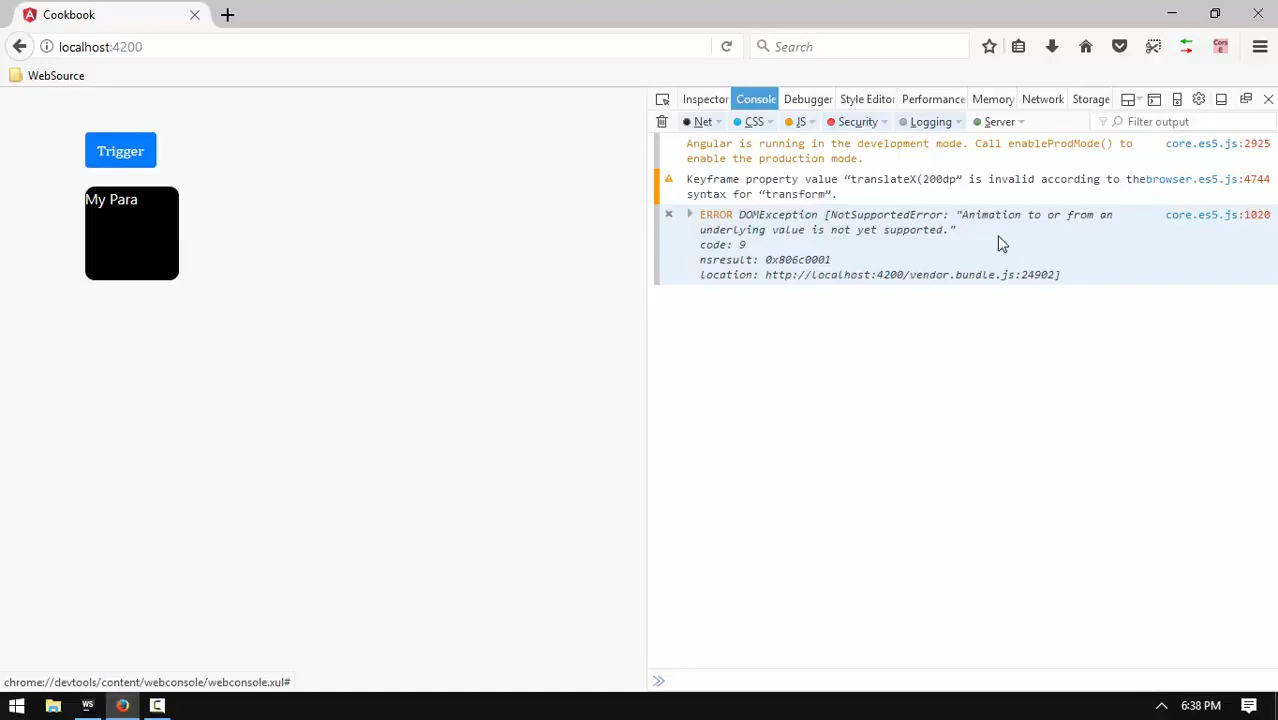 Cookbook
localhost:4200
Search
WebSource
Inspector
Console
Debugger
Style Editor
Performance
Memory
Network
Storage
Net
CSS
JS
Security
Logging
Server
Filter output
Trigger
My Para
Angular is running in the development mode. Call enableProdMode() to
core.es5.js:2925
enable the production mode.
Keyframe property value “translateX(200dp” is invalid according to the
browser.es5.js:4744
syntax for “transform”.
ERROR DOMException [NotSupportedError: "Animation to or from an
core.es5.js:1020
underlying value is not yet supported."
code: 9
nsresult: 0x806c0001
location: http://localhost:4200/vendor.bundle.js:24902]
chrome://devtools/content/webconsole/webconsole.xul#
WS
6:38 PM